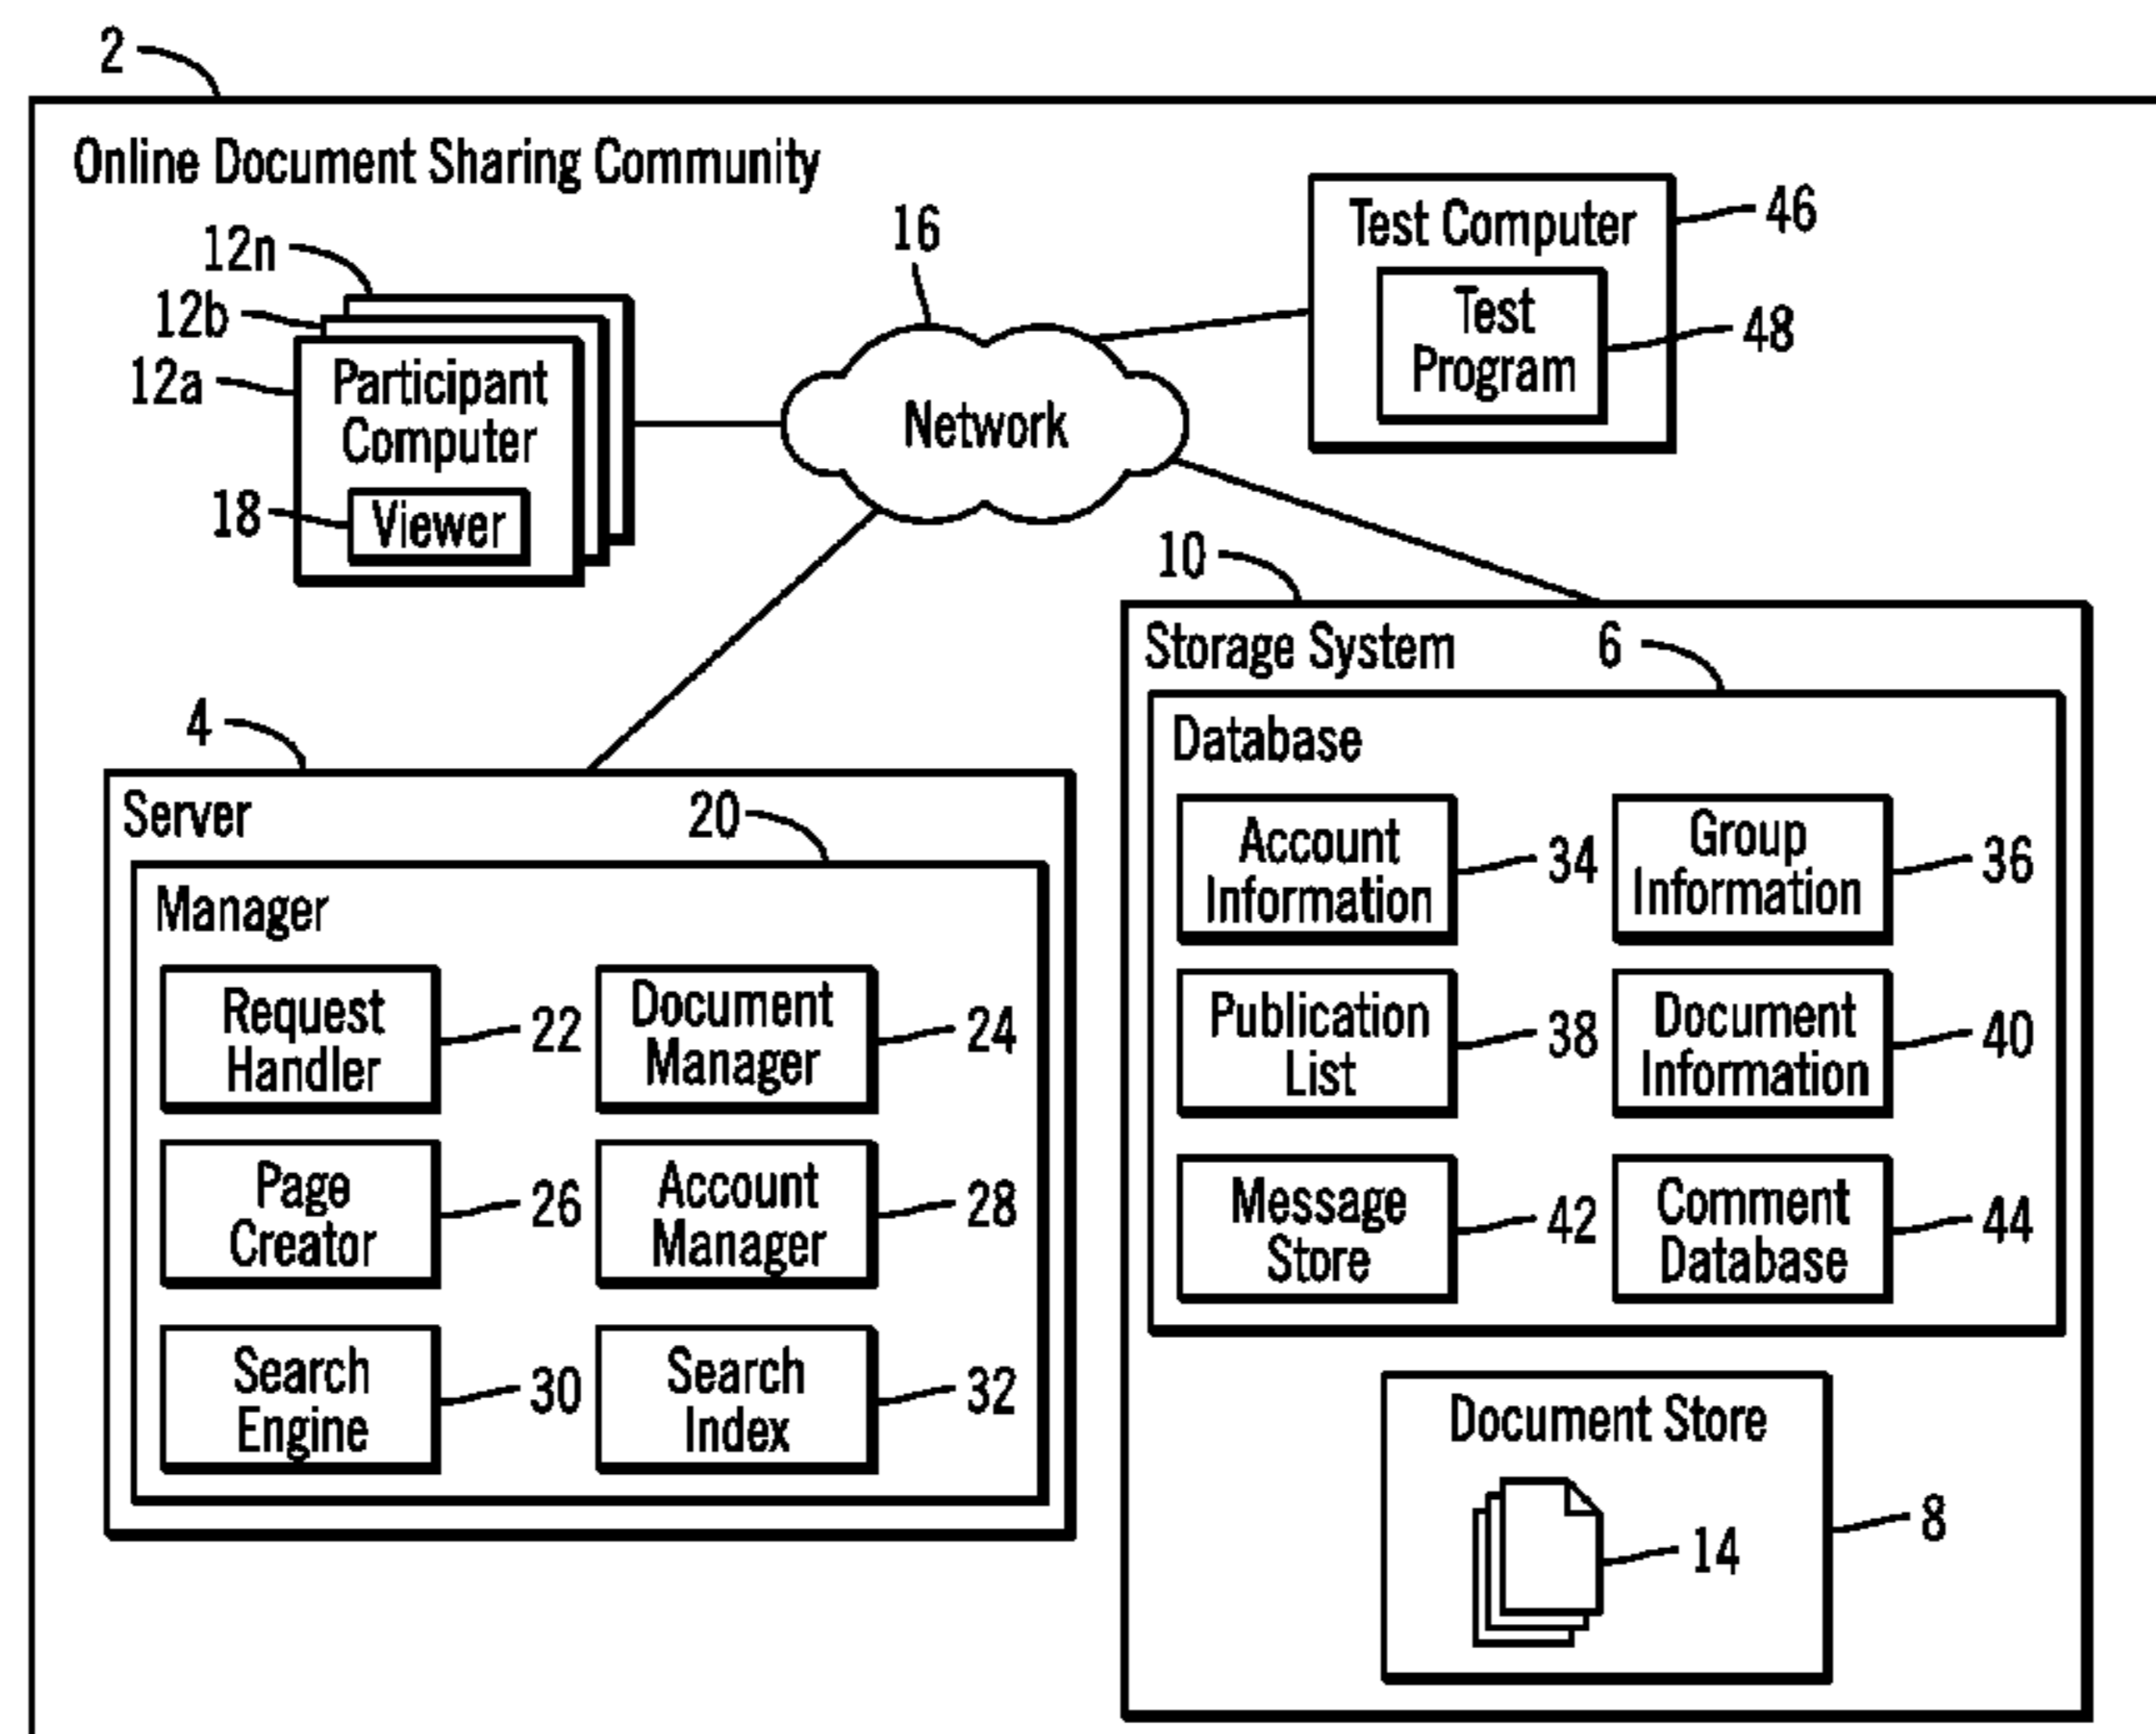 2
Online Document Sharing Community
12n
12b
12a
Participant
Computer
18
Viewer
16
Network
Test Computer
46
Test
Program
48
4
Server
20
Manager
Request
Handler
22
Document
Manager
24
Page
Creator
26
Account
Manager
28
Search
Engine
30
Search
Index
32
10
Storage System
6
Database
Account
Information
34
Group
Information
36
Publication
List
38
Document
Information
40
Message
Store
42
Comment
Database
44
Document Store
14
8